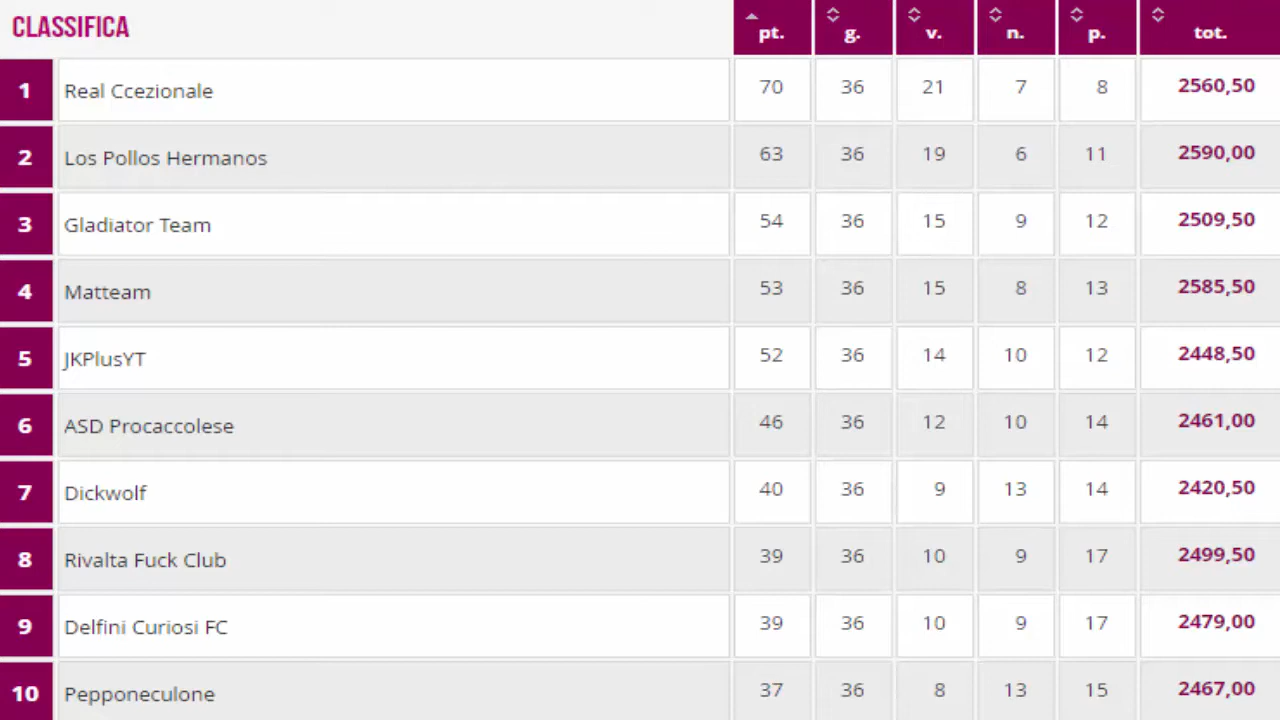 CLASSIFICA pt. g. v. n. p. tot.
1 Real Ccezionale 70 36 21 7 8 2560,50
2 Los Pollos Hermanos 63 36 19 6 11 2590,00
3 Gladiator Team 54 36 15 9 12 2509,50
4 Matteam 53 36 15 8 13 2585,50
5 JKPlusYT 52 36 14 10 12 2448,50
6 ASD Procaccolese 46 36 12 10 14 2461,00
7 Dickwolf 40 36 9 13 14 2420,50
8 Rivalta Fuck Club 39 36 10 9 17 2499,50
9 Delfini Curiosi FC 39 36 10 9 17 2479,00
10 Pepponeculone 37 36 8 13 15 2467,00